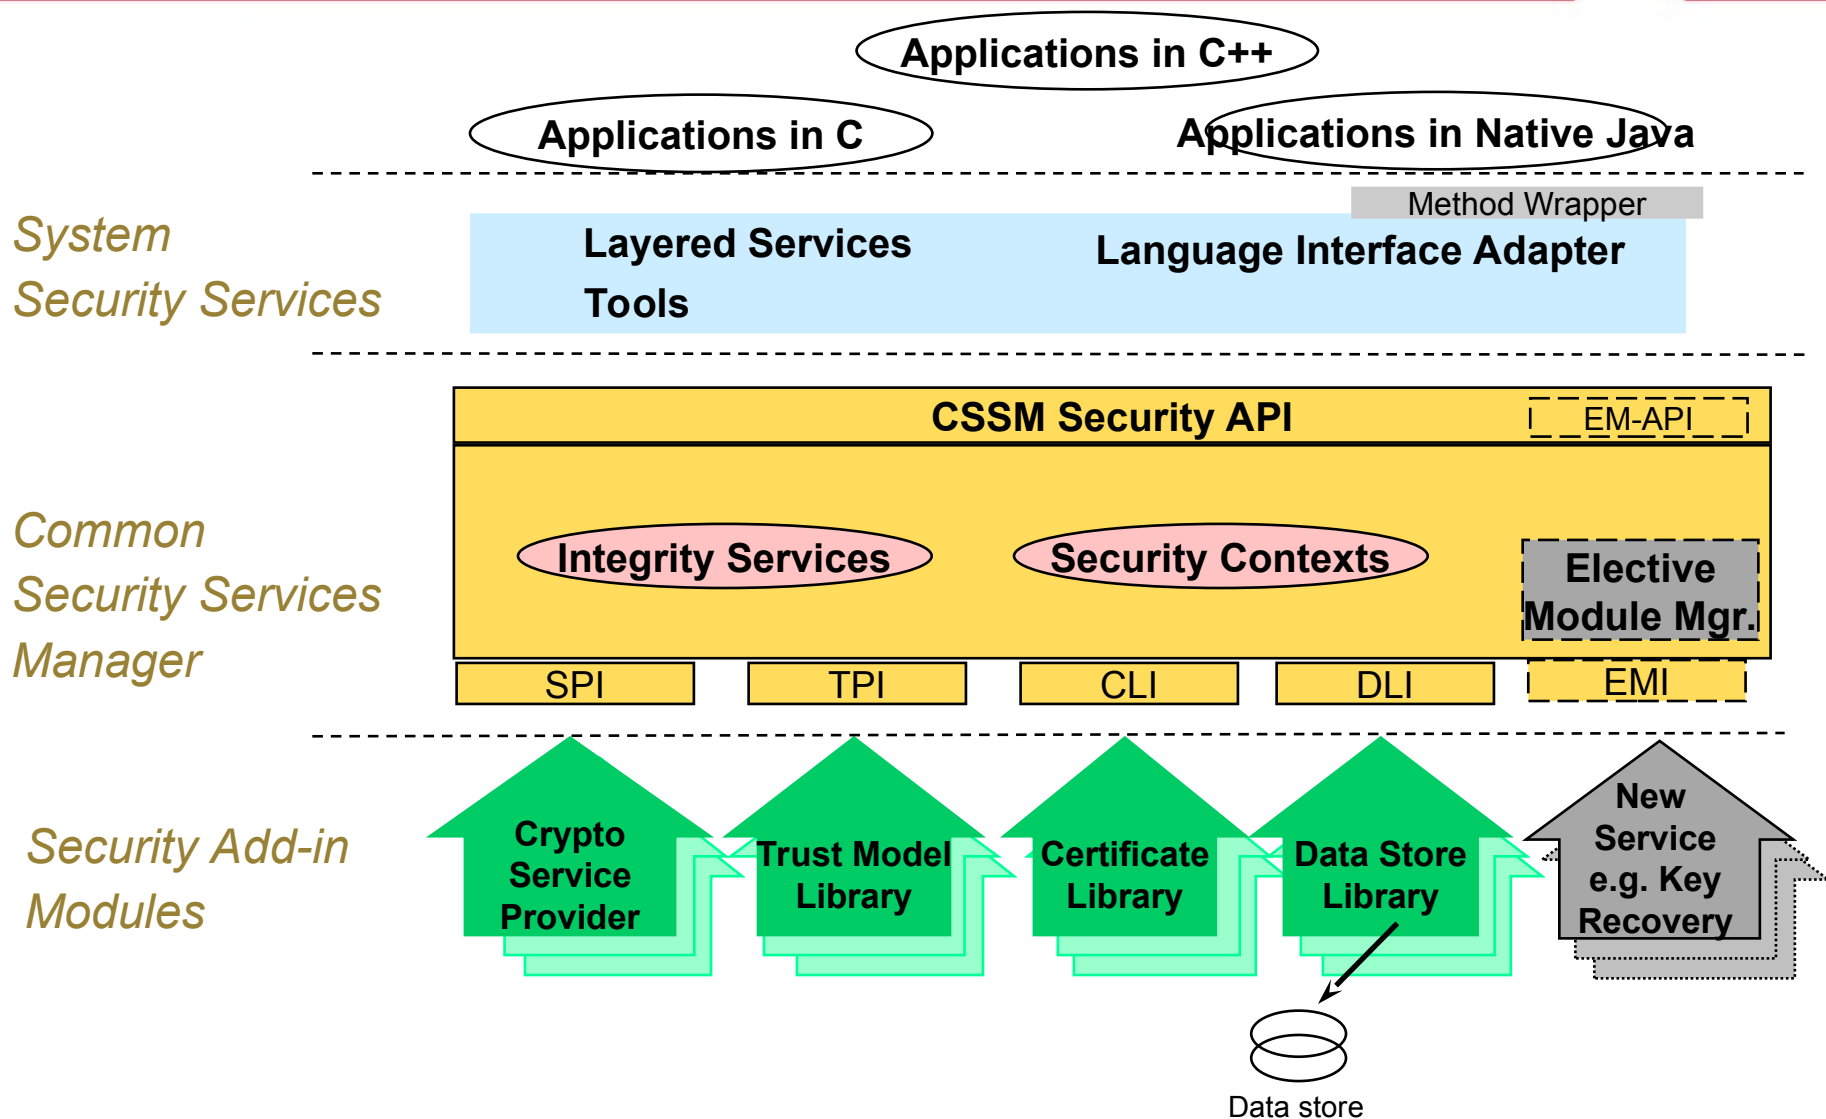 Applications in C++
Applications in C
Applications in Native Java
Method Wrapper
System
Security Services
Layered Services
Tools
Language Interface Adapter
CSSM Security API
EM-API
Common
Security Services
Manager
Integrity Services
Security Contexts
Elective
Module Mgr.
SPI
TPI
CLI
DLI
EMI
Security Add-in
Modules
Crypto
Service
Provider
Trust Model
Library
Certificate
Library
Data Store
Library
New
Service
e.g. Key
Recovery
Data store